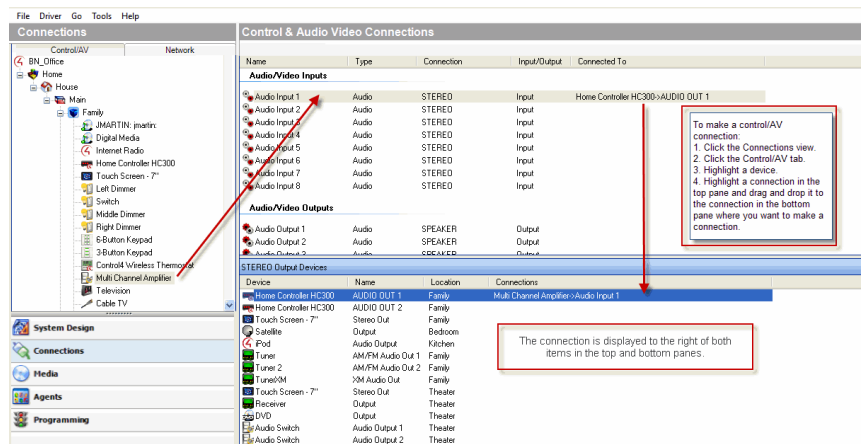 File Driver Go Tools Help
Connections
Control & Audio Video Connections
Control/AV Network
BN_Office
Home
House
Main
Family
JMARTIN: jmartin:
Digital Media
Internet Radio
Home Controller HC300
Touch Screen - 7"
Left Dimmer
Switch
Middle Dimmer
Right Dimmer
6-Button Keypad
3-Button Keypad
Control4 Wireless Thermostat
Multi Channel Amplifier
Television
Cable TV
System Design
Connections
Media
Agents
Programming
Name Type Connection Input/Output Connected To
Audio/Video Inputs
Audio Input 1 Audio STEREO Input Home Controller HC300->AUDIO OUT 1
Audio Input 2 Audio STEREO Input
Audio Input 3 Audio STEREO Input
Audio Input 4 Audio STEREO Input
Audio Input 5 Audio STEREO Input
Audio Input 6 Audio STEREO Input
Audio Input 7 Audio STEREO Input
Audio Input 8 Audio STEREO Input
Audio/Video Outputs
Audio Output 1 Audio SPEAKER Output
Audio Output 2 Audio SPEAKER Output
Audio Output 3 Audio SPEAKER Output
To make a control/AV
connection:
1. Click the Connections view.
2. Click the Control/AV tab.
3. Highlight a device.
4. Highlight a connection in the
top pane and drag and drop it to
the connection in the bottom
pane where you want to make a
connection.
STEREO Output Devices
Device Name Location Connections
Home Controller HC300 AUDIO OUT 1 Family Multi Channel Amplifier->Audio Input 1
Home Controller HC300 AUDIO OUT 2 Family
Touch Screen - 7" Stereo Out Family
Satellite Output Bedroom
iPod Audio Output Kitchen
Tuner AM/FM Audio Out 1 Family
Tuner 2 AM/FM Audio Out 2 Family
TunerXM XM Audio Out Family
Touch Screen - 7" Stereo Out Theater
Receiver Output Theater
DVD Output Theater
Audio Switch Audio Output 1 Theater
Audio Switch Audio Output 2 Theater
The connection is displayed to the right of both
items in the top and bottom panes.